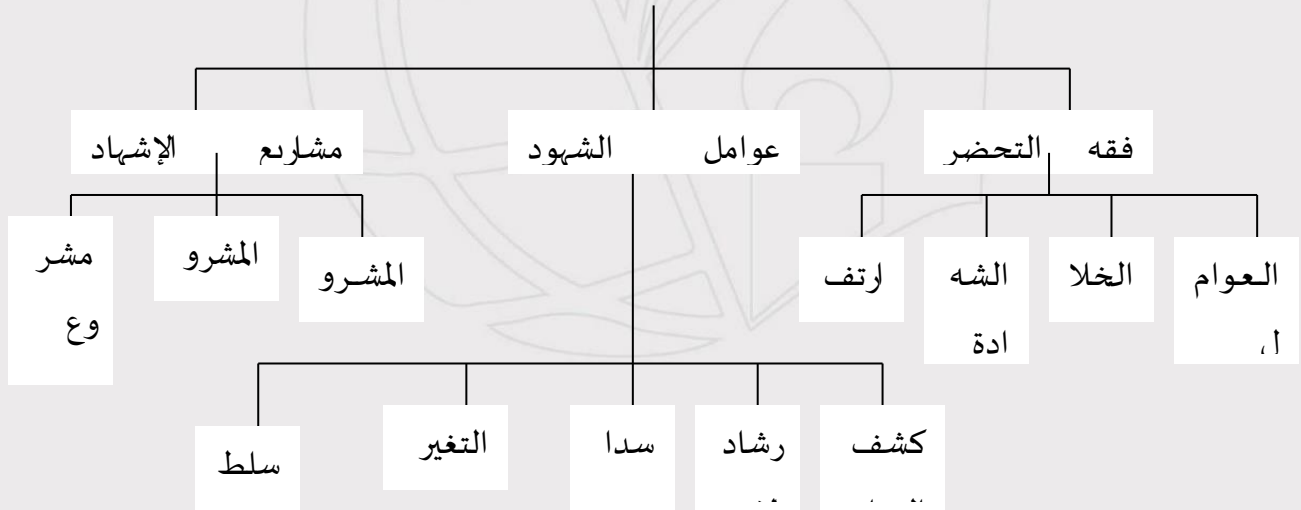 فقه التحضر
عوامل الشهود
مشاريع الإشهاد
العوام
ل
الخلا
الشه
ادة
ارتف
المشرو
المشرو
مشر
وع
كشف
رشاد
سدا
التغير
سلط